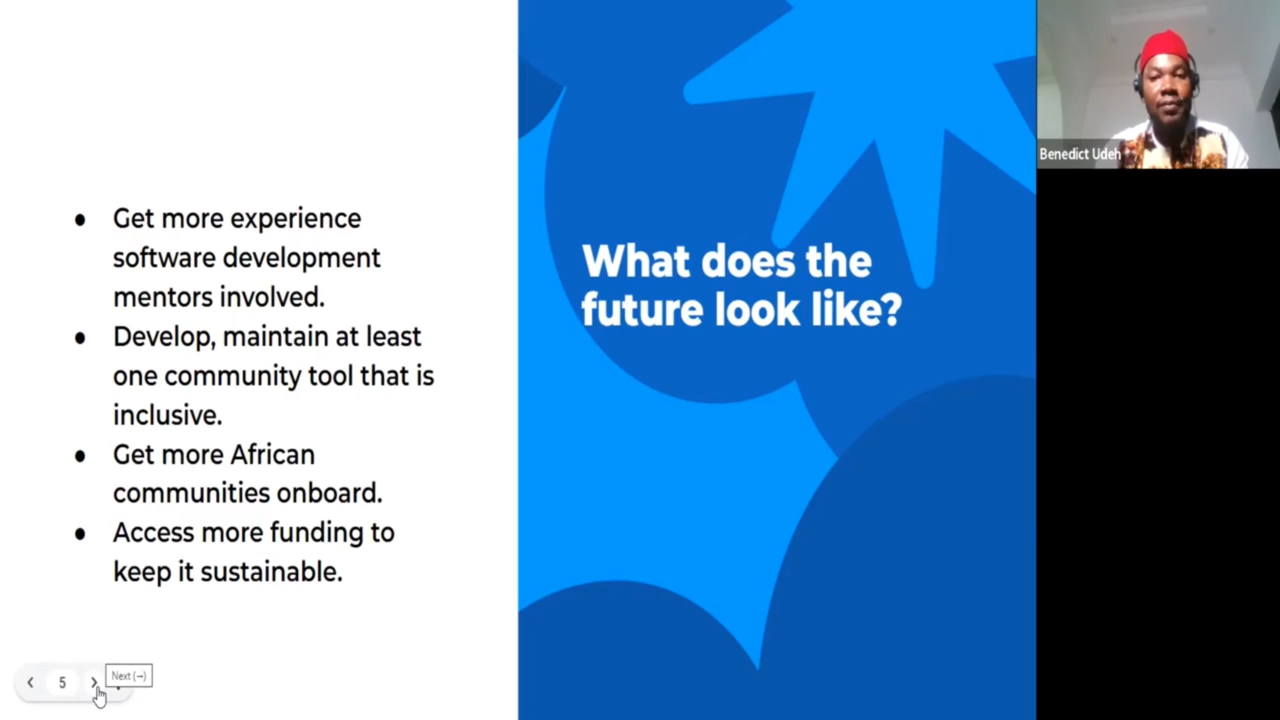 Get more experience
software development
mentors involved.
Develop, maintain at least
one community tool that is
inclusive.
Get more African
communities onboard.
Access more funding to
keep it sustainable.
What does the
future look like?
Benedict Udeh
5
Next (→)